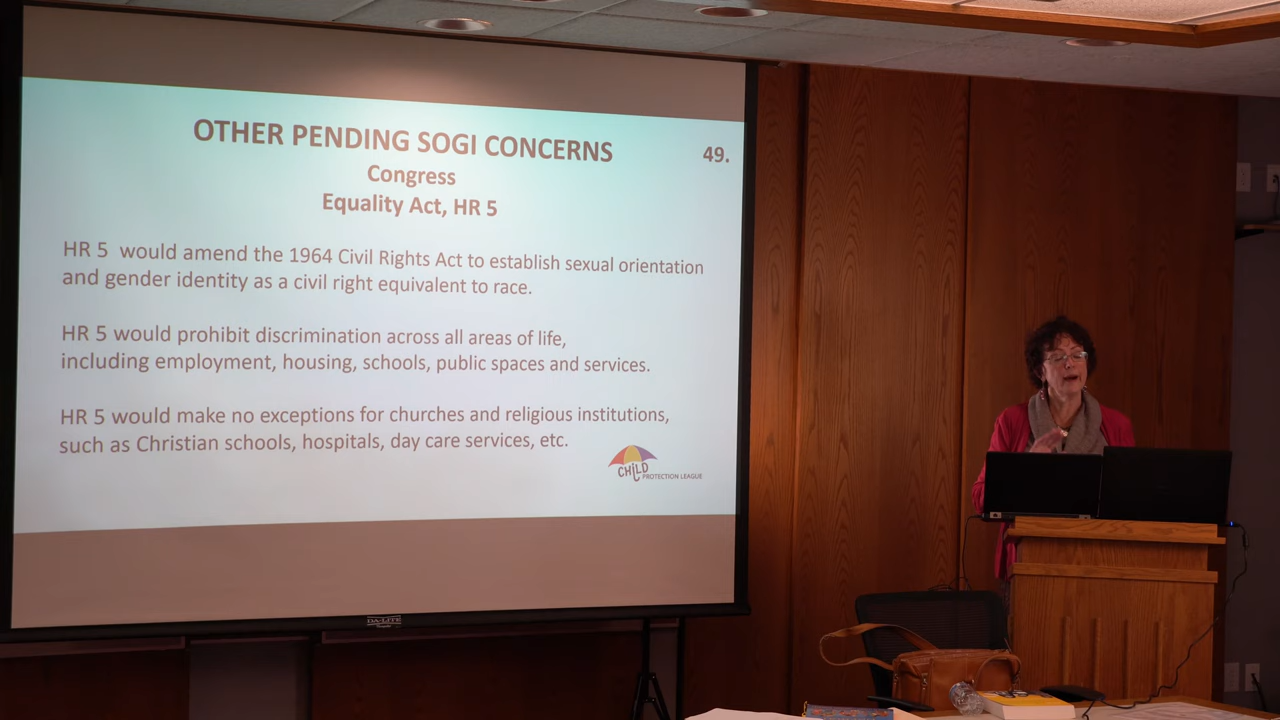 OTHER PENDING SOGI CONCERNS
49.
Congress
Equality Act, HR 5
HR 5 would amend the 1964 Civil Rights Act to establish sexual orientation
and gender identity as a civil right equivalent to race.
HR 5 would prohibit discrimination across all areas of life,
including employment, housing, schools, public spaces and services.
HR 5 would make no exceptions for churches and religious institutions,
such as Christian schools, hospitals, day care services, etc.
CHILD
PROTECTION LEAGUE
DA-LITE